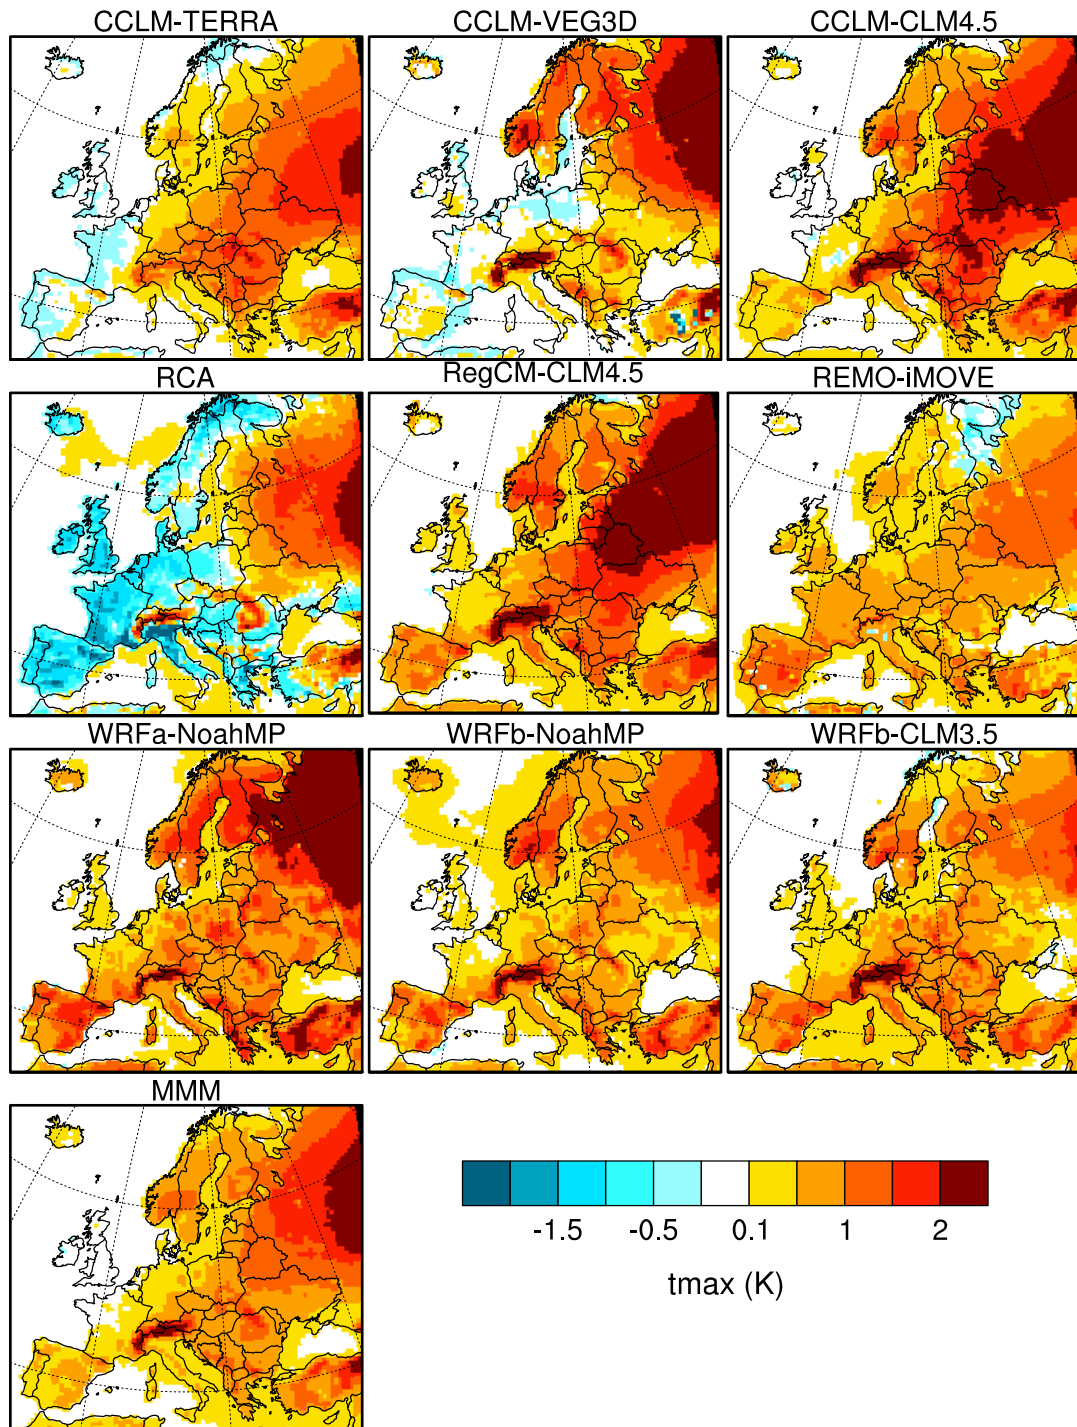 CCLM-TERRA CCLM-VEG3D CCLM-CLM4.5
RCA RegCM-CLM4.5 REMO-iMOVE
WRFa-NoahMP WRFb-NoahMP WRFb-CLM3.5
MMM
-1.5 -0.5 0.1 1 2
tmax (K)